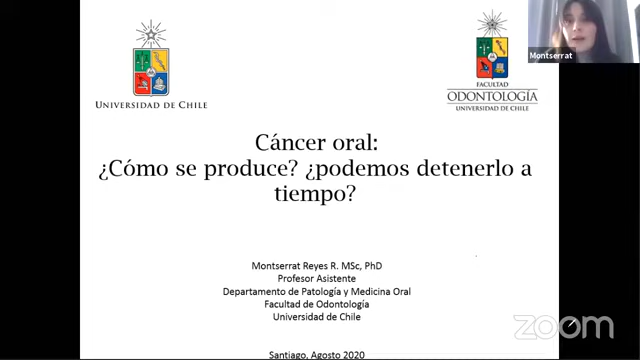 UNIVERSIDAD DE CHILE
FACULTAD
ODONTOLOGÍA
UNIVERSIDAD DE CHILE
Montserrat
Cáncer oral:
¿Cómo se produce? ¿podemos detenerlo a
tiempo?
Montserrat Reyes R. MSc, PhD
Profesor Asistente
Departamento de Patología y Medicina Oral
Facultad de Odontología
Universidad de Chile
Santiago, Agosto 2020
zoom